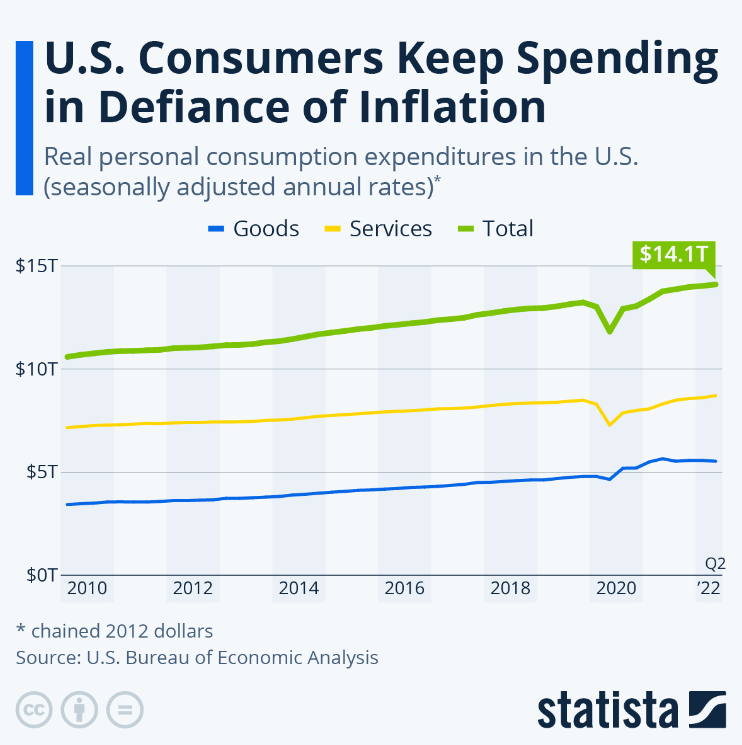 U.S. Consumers Keep Spending
in Defiance of Inflation
Real personal consumption expenditures in the U.S.
(seasonally adjusted annual rates)*
Goods Services Total
$14.1T
$15T
$10T
$5T
$0T
Q2
2010 2012 2014 2016 2018 2020 ’22
* chained 2012 dollars
Source: U.S. Bureau of Economic Analysis
cc
statista